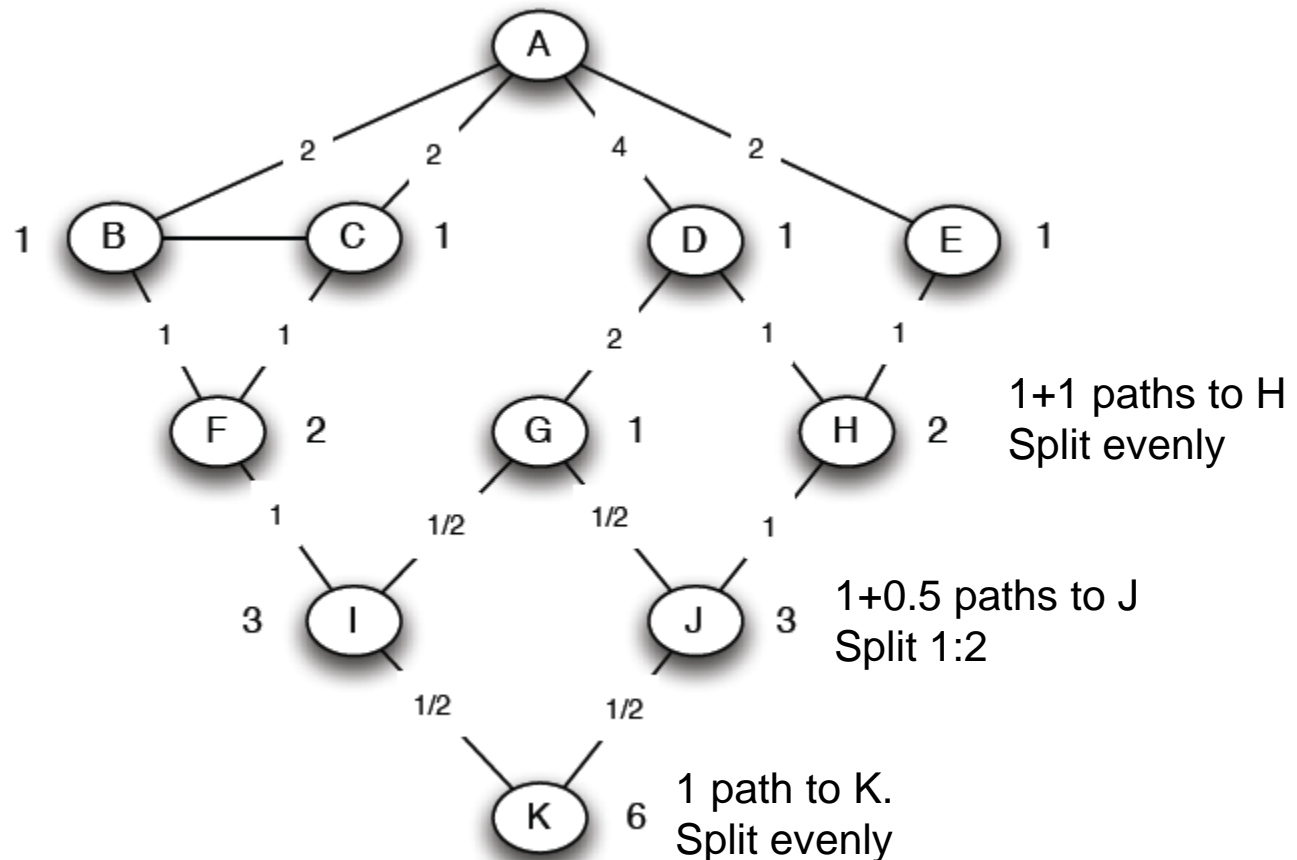 A
2 2 4 2
1 B C 1 D 1 E 1
1 1 2 1 1
1+1 paths to H
F 2 G 1 H 2
Split evenly
1 1/2 1/2 1
1+0.5 paths to J
3 I J 3
Split 1:2
1/2 1/2
1 path to K.
K 6
Split evenly